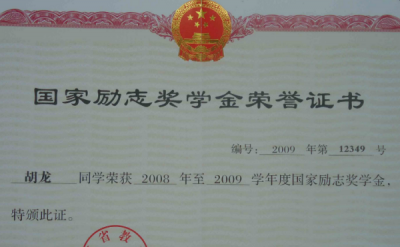 国家励志奖学金荣誉证书
编号: 2009 年第 12349 号
胡龙 同学荣获 2008 年至 2009 学年度国家励志奖学金,
特颁此证。
省教